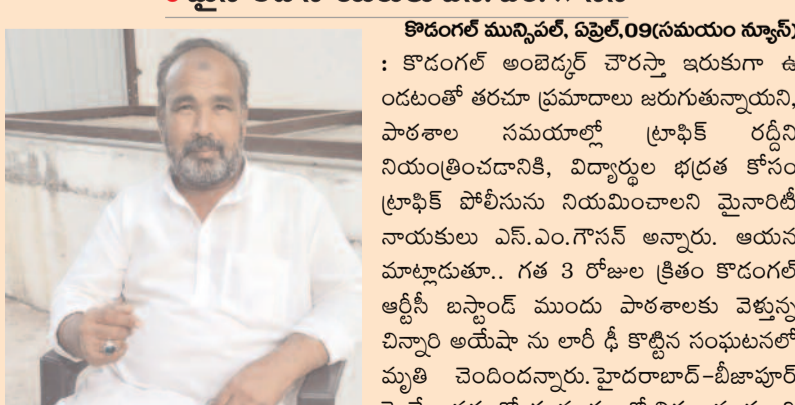 కొడంగల్ మున్సిపల్, ఏప్రెల్,09(సమయం న్యూస్)
: కొడంగల్ అంబెడ్కర్ చౌరస్తా ఇరుకుగా ఉ
ండటంతో తరచూ ప్రమాదాలు జరుగుతున్నాయని,
పాఠశాల సమయాల్లో ట్రాఫిక్ రద్దీని
నియంత్రించడానికి, విద్యార్థుల భద్రత కోసం
ట్రాఫిక్ పోలీసును నియమించాలని మైనారిటీ
నాయకులు ఎస్.ఎం.గౌసన్ అన్నారు. ఆయన
మాట్లాడుతూ.. గత 3 రోజుల క్రితం కొడంగల్
ఆర్టీసీ బస్టాండ్ ముందు పాఠశాలకు వెళ్తున్న
చిన్నారి అయేషా ను లారీ ఢీ కొట్టిన సంఘటనలో
మృతి చెందిందన్నారు.హైదరాబాద్-బీజాపూర్